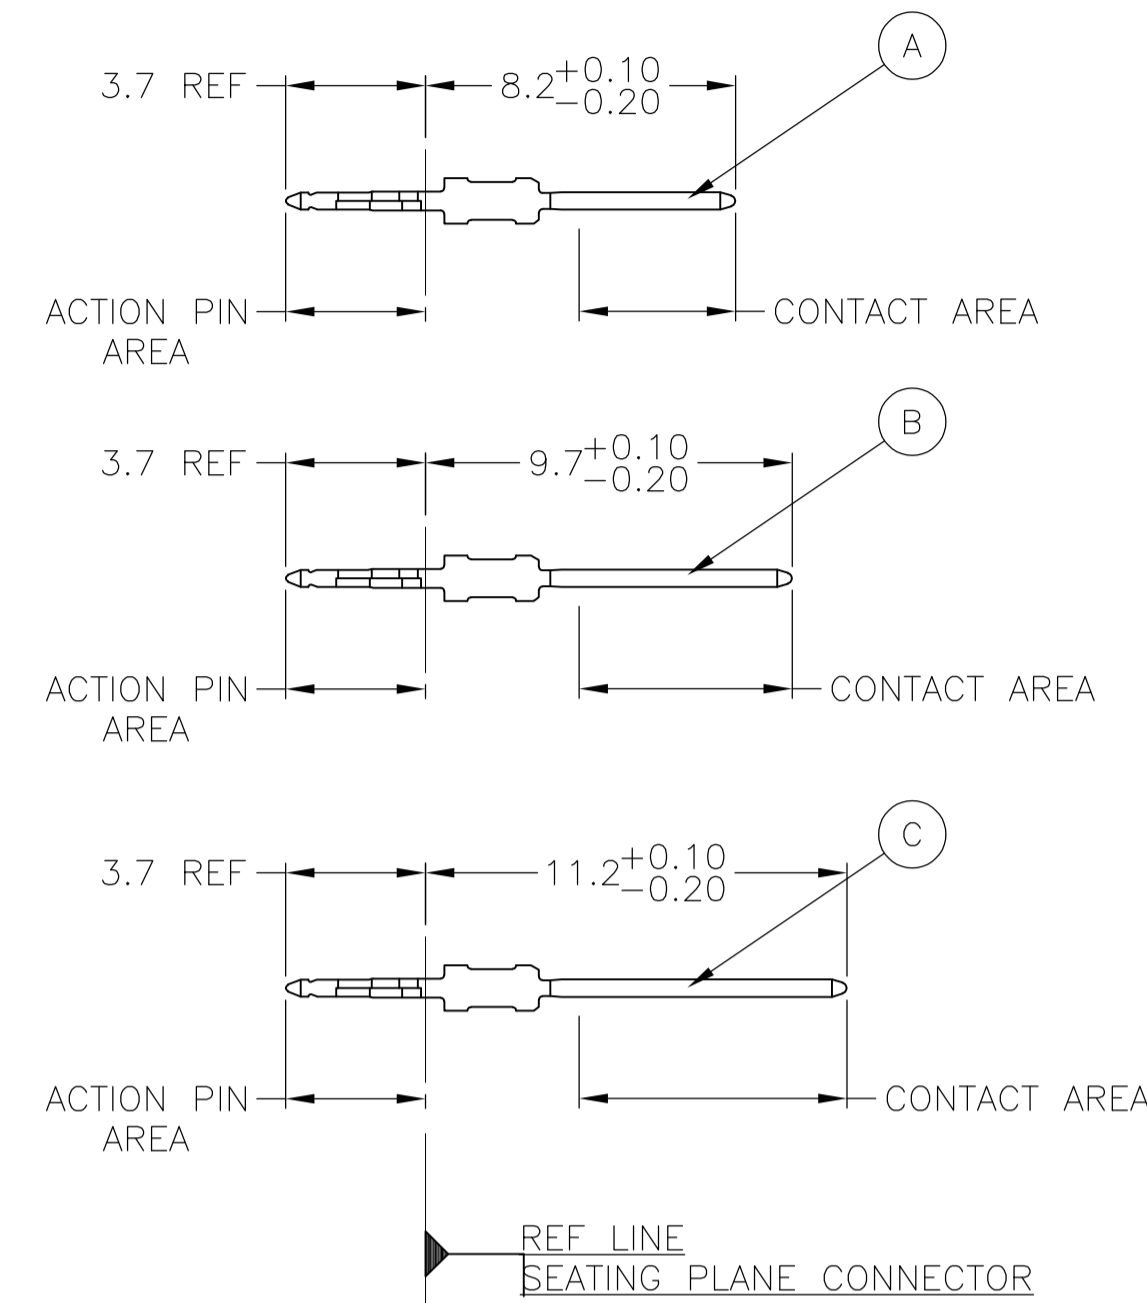 A
3.7 REF
8.2 +0.10 -0.20
ACTION PIN AREA
CONTACT AREA
B
3.7 REF
9.7 +0.10 -0.20
ACTION PIN AREA
CONTACT AREA
C
3.7 REF
11.2 +0.10 -0.20
ACTION PIN AREA
CONTACT AREA
REF LINE
SEATING PLANE CONNECTOR